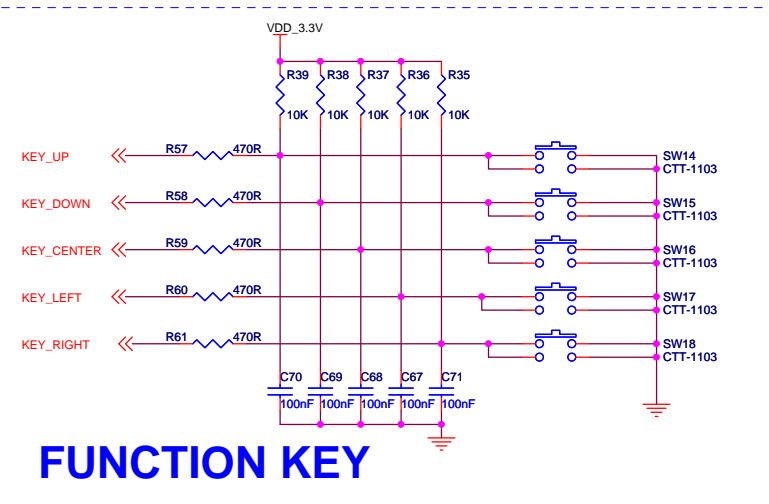 VDD_3.3V
R39 R38 R37 R36 R35
10K 10K 10K 10K 10K
KEY_UP R57 470R SW14
CTT-1103
KEY_DOWN R58 470R SW15
CTT-1103
KEY_CENTER R59 470R SW16
CTT-1103
KEY_LEFT R60 470R SW17
CTT-1103
KEY_RIGHT R61 470R SW18
CTT-1103
C70 C69 C68 C67 C71
100nF 100nF 100nF 100nF 100nF
FUNCTION KEY